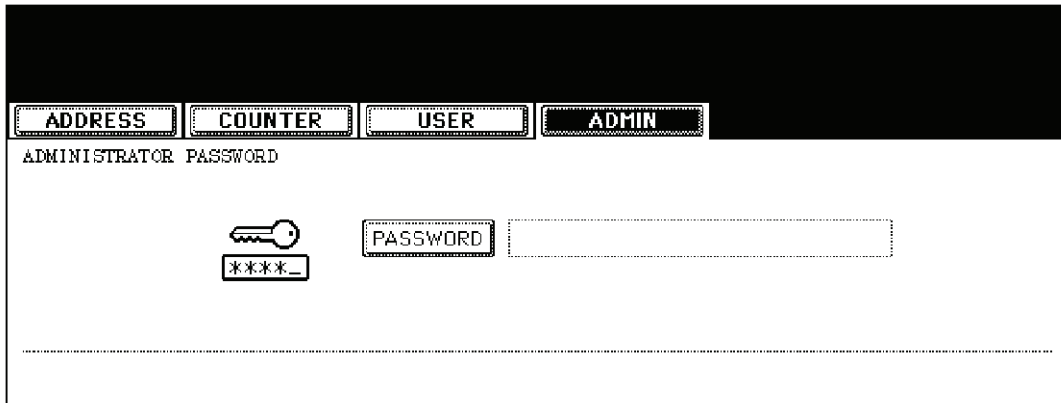 ADDRESS COUNTER USER ADMIN
ADMINISTRATOR PASSWORD
PASSWORD
****_